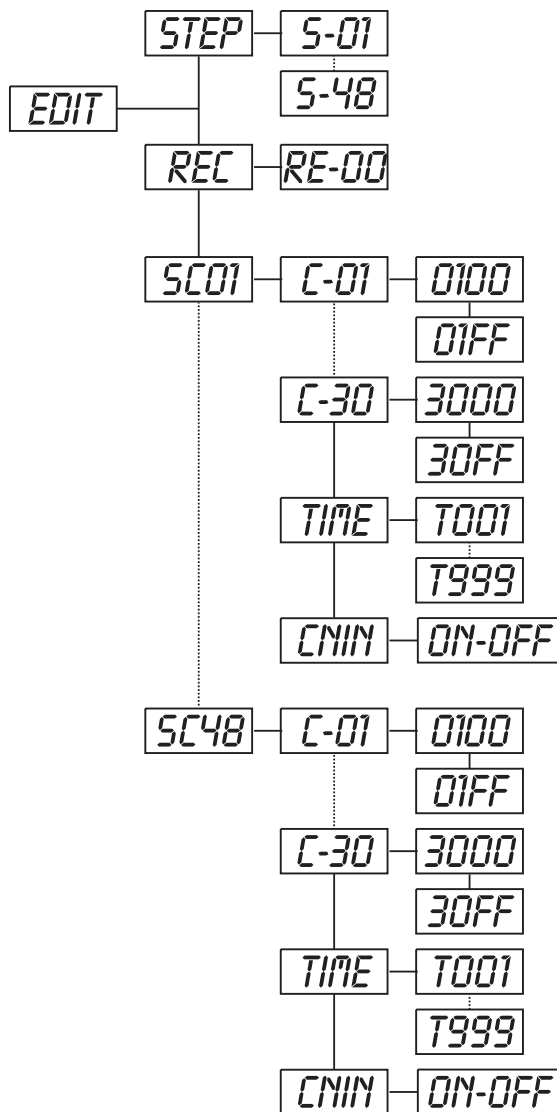 STEP S-01
S-48
EDIT
REC RE-00
SC01 C-01 0100
01FF
C-30 3000
30FF
TIME T001
T999
CNIN ON-OFF
SC48 C-01 0100
01FF
C-30 3000
30FF
TIME T001
T999
CNIN ON-OFF